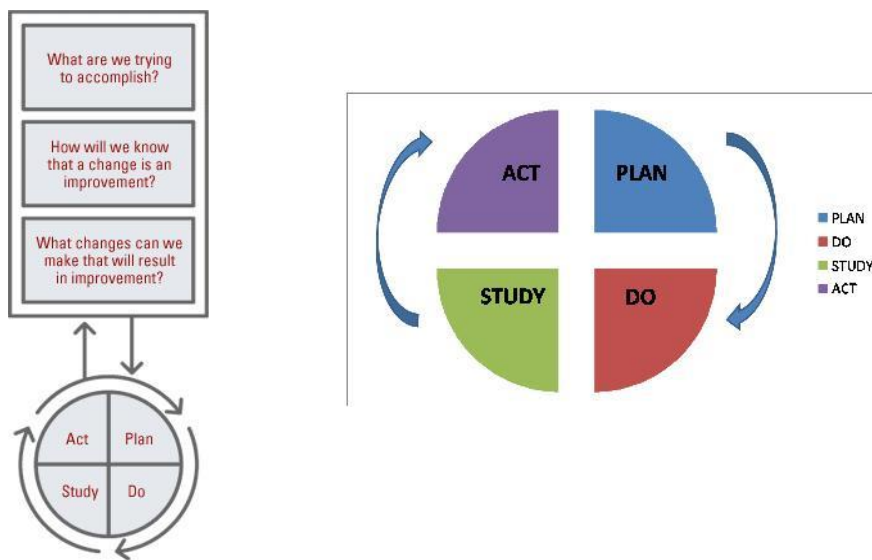 What are we trying
to accomplish?
How will we know
that a change is an
improvement?
What changes can we
make that will result
in improvement?
Act Plan
Study Do
ACT PLAN
STUDY DO
PLAN
DO
STUDY
ACT